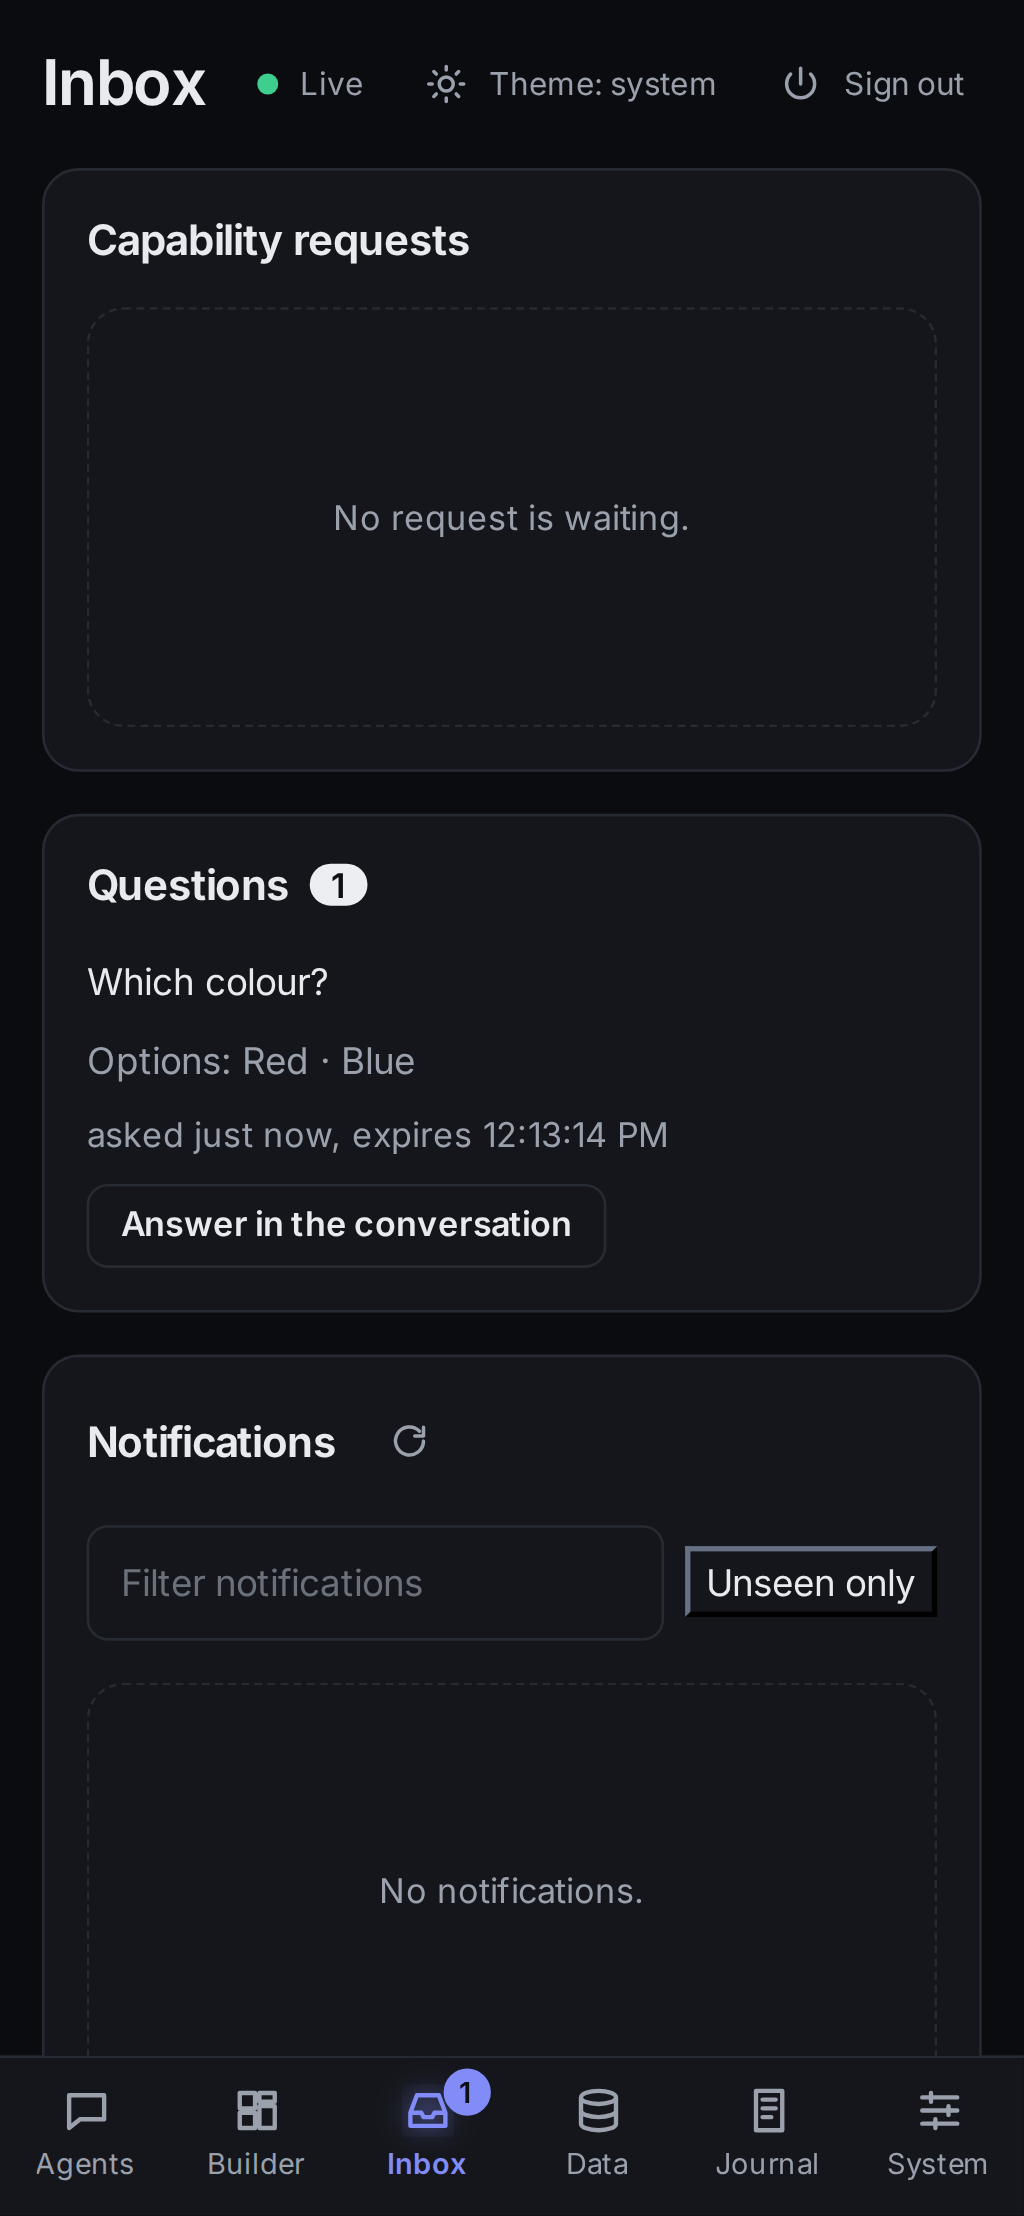 Inbox
Live
Theme: system
Sign out
Capability requests
No request is waiting.
Questions 1
Which colour?
Options: Red · Blue
asked just now, expires 12:13:14 PM
Answer in the conversation
Notifications
Filter notifications
Unseen only
No notifications.
1
Agents
Builder
Inbox
Data
Journal
System